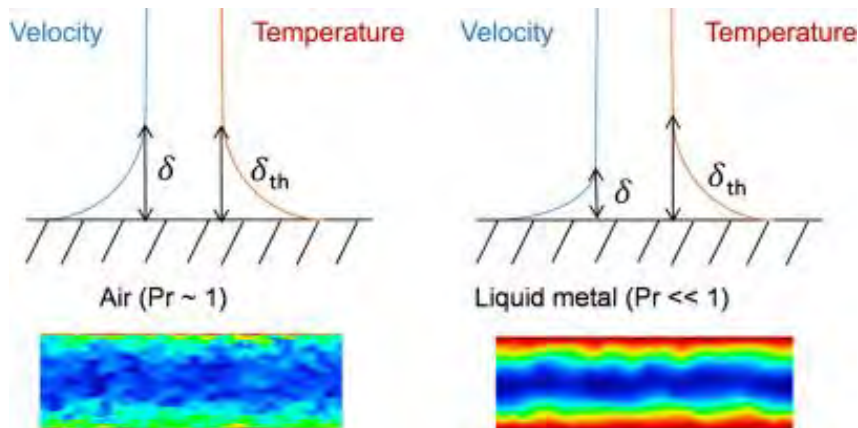 Velocity Temperature
δ δth
Air (Pr ~ 1)
Velocity Temperature
δ δth
Liquid metal (Pr << 1)